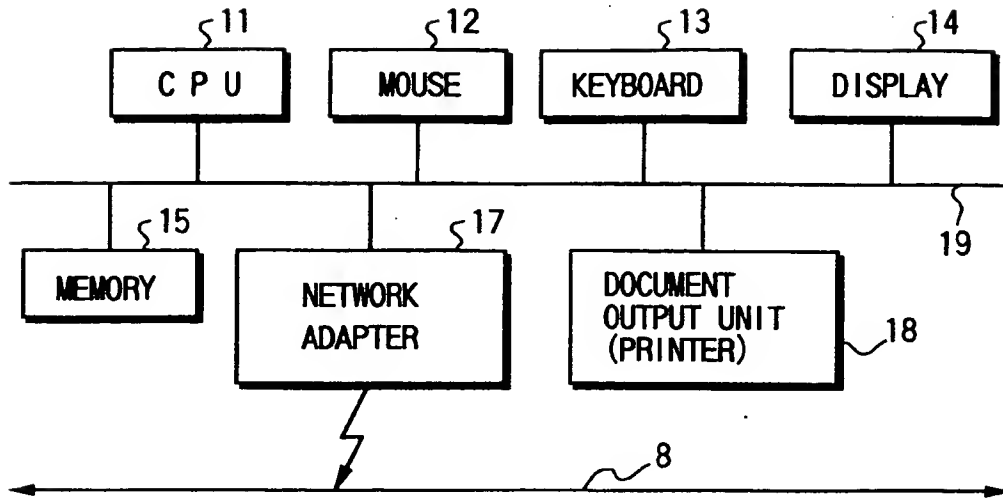 11 12 13 14
C P U MOUSE KEYBOARD DISPLAY
19
15 17
MEMORY
NETWORK
ADAPTER
DOCUMENT
OUTPUT UNIT
(PRINTER)
18
8